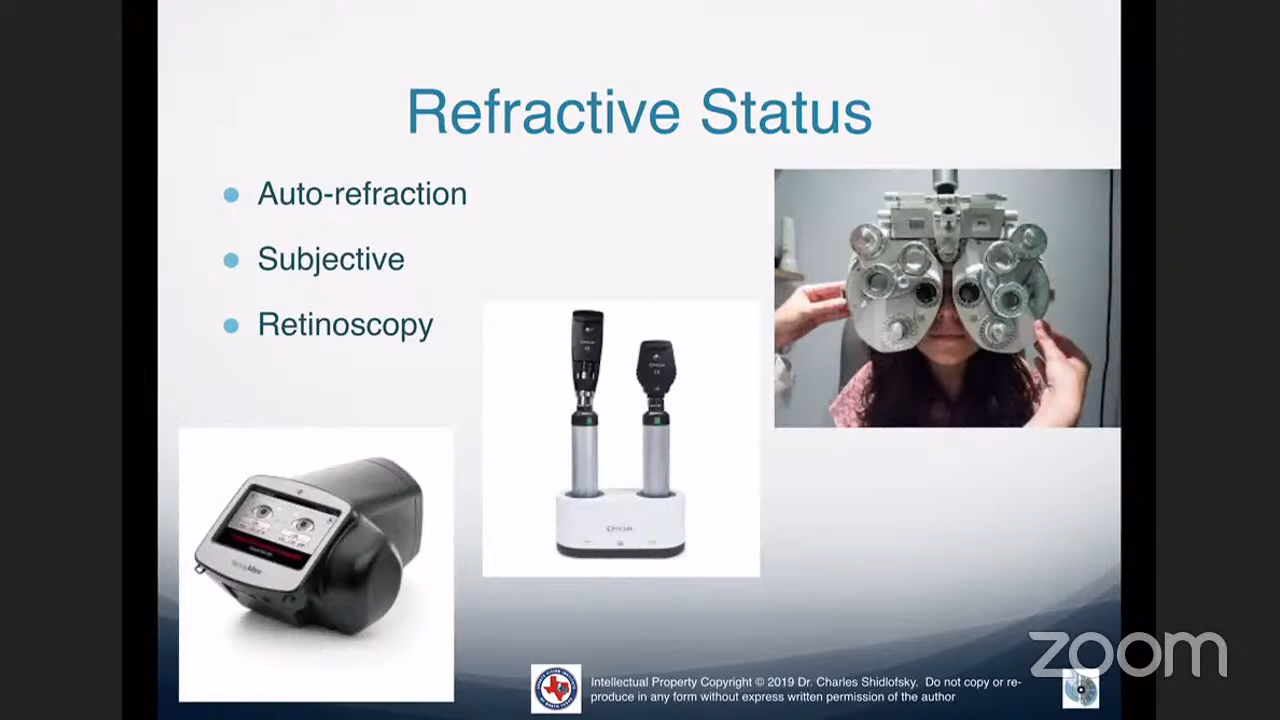 Refractive Status
Auto-refraction
Subjective
Retinoscopy
Intellectual Property Copyright © 2019 Dr. Charles Shidlofsky. Do not copy or re-
produce in any form without express written permission of the author
zoom